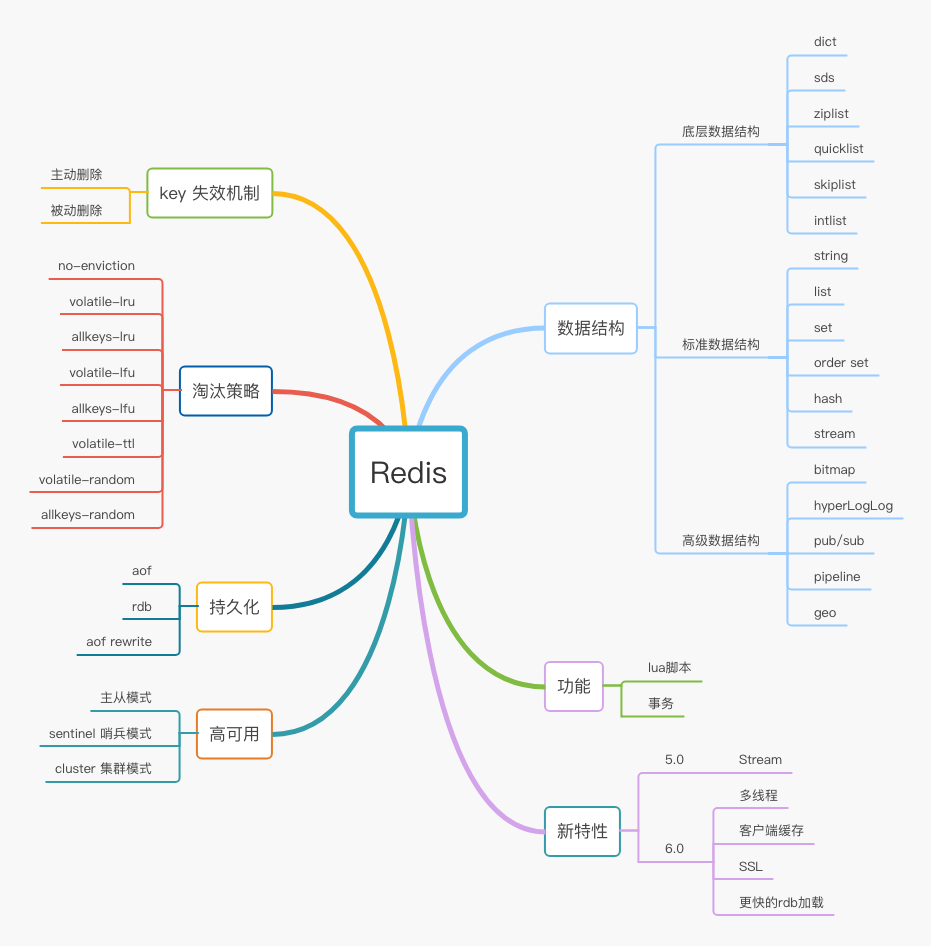 Redis
key 失效机制
主动删除
被动删除
淘汰策略
no-enviction
volatile-lru
allkeys-lru
volatile-lfu
allkeys-lfu
volatile-ttl
volatile-random
allkeys-random
持久化
aof
rdb
aof rewrite
高可用
主从模式
sentinel 哨兵模式
cluster 集群模式
数据结构
底层数据结构
dict
sds
ziplist
quicklist
skiplist
intlist
标准数据结构
string
list
set
order set
hash
stream
高级数据结构
bitmap
hyperLogLog
pub/sub
pipeline
geo
功能
lua脚本
事务
新特性
5.0
Stream
6.0
多线程
客户端缓存
SSL
更快的rdb加载